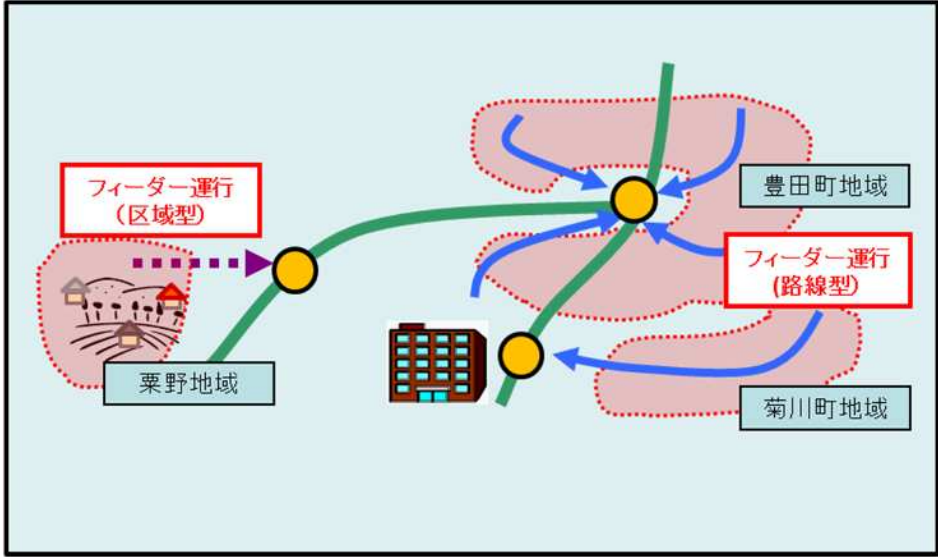 フィーダー運行
（区域型）
豊田町地域
フィーダー運行
(路線型）
粟野地域
菊川町地域